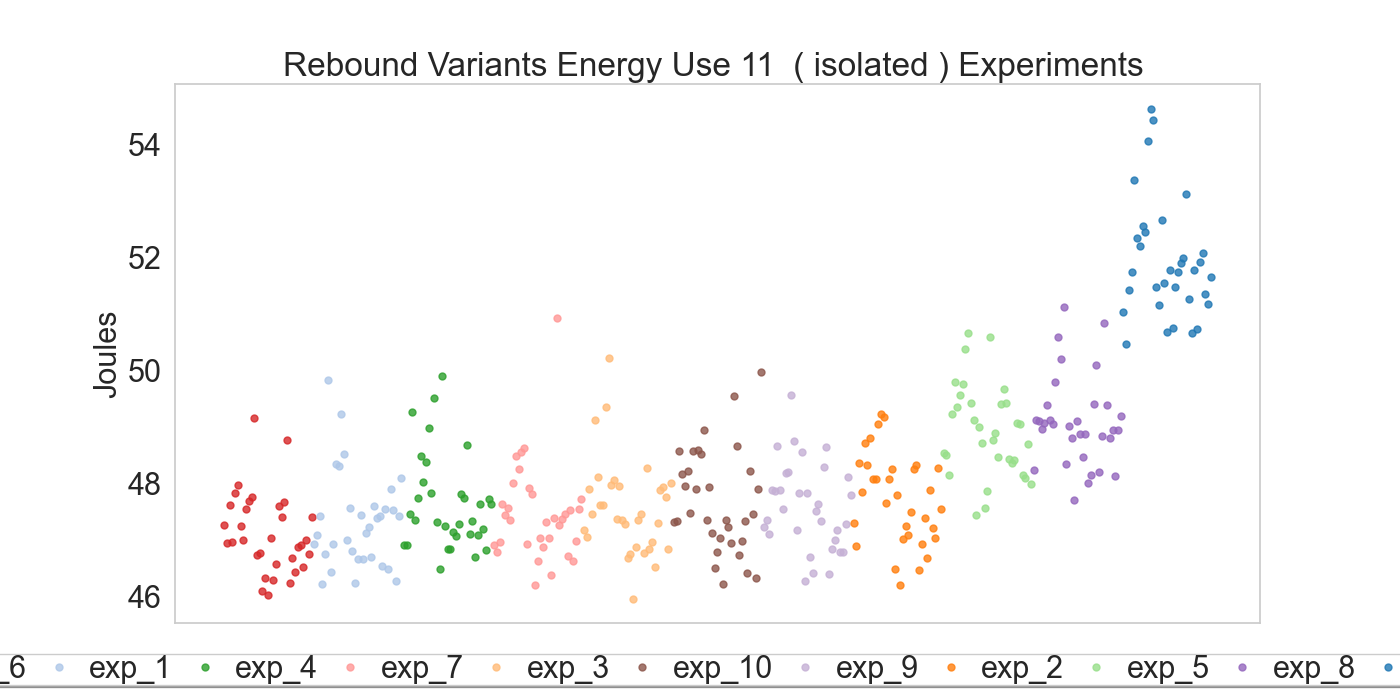 Rebound Variants Energy Use 11 ( isolated ) Experiments
Joules
54
52
50
48
46
_6 exp_1 exp_4 exp_7 exp_3 exp_10 exp_9 exp_2 exp_5 exp_8